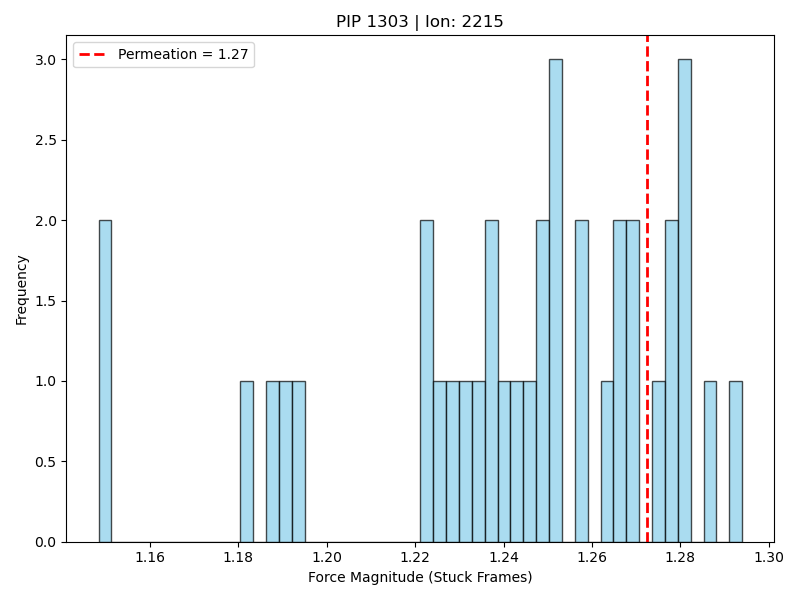 PIP 1303 | Ion: 2215
Permeation = 1.27
3.0
2.5
2.0
1.5
1.0
0.5
0.0
Frequency
1.16 1.18 1.20 1.22 1.24 1.26 1.28 1.30
Force Magnitude (Stuck Frames)